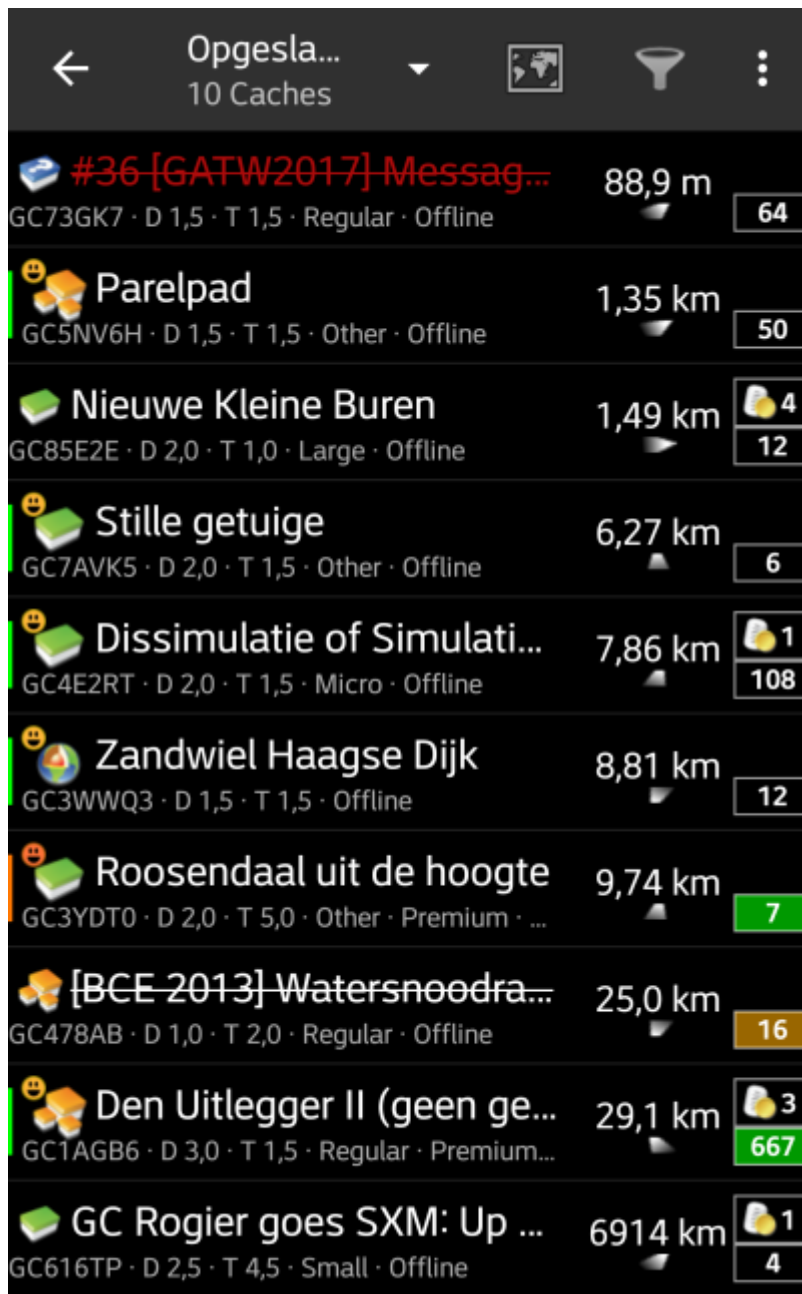 Opgesla...
10 Caches
#36 [GATW2017] Messag...
88,9 m
GC73GK7 · D 1,5 · T 1,5 · Regular · Offline
64
Parelpad
1,35 km
GC5NV6H · D 1,5 · T 1,5 · Other · Offline
50
Nieuwe Kleine Buren
1,49 km
4
GC85E2E · D 2,0 · T 1,0 · Large · Offline
12
Stille getuige
6,27 km
GC7AVK5 · D 2,0 · T 1,5 · Other · Offline
6
Dissimulatie of Simulati...
7,86 km
1
GC4E2RT · D 2,0 · T 1,5 · Micro · Offline
108
Zandwiel Haagse Dijk
8,81 km
GC3WWQ3 · D 1,5 · T 1,5 · Offline
12
Roosendaal uit de hoogte
9,74 km
GC3YDT0 · D 2,0 · T 5,0 · Other · Premium · ...
7
[BCE 2013] Watersnoodra...
25,0 km
GC478AB · D 1,0 · T 2,0 · Regular · Offline
16
Den Uitlegger II (geen ge...
29,1 km
3
GC1AGB6 · D 3,0 · T 1,5 · Regular · Premium...
667
GC Rogier goes SXM: Up ...
6914 km
1
GC616TP · D 2,5 · T 4,5 · Small · Offline
4